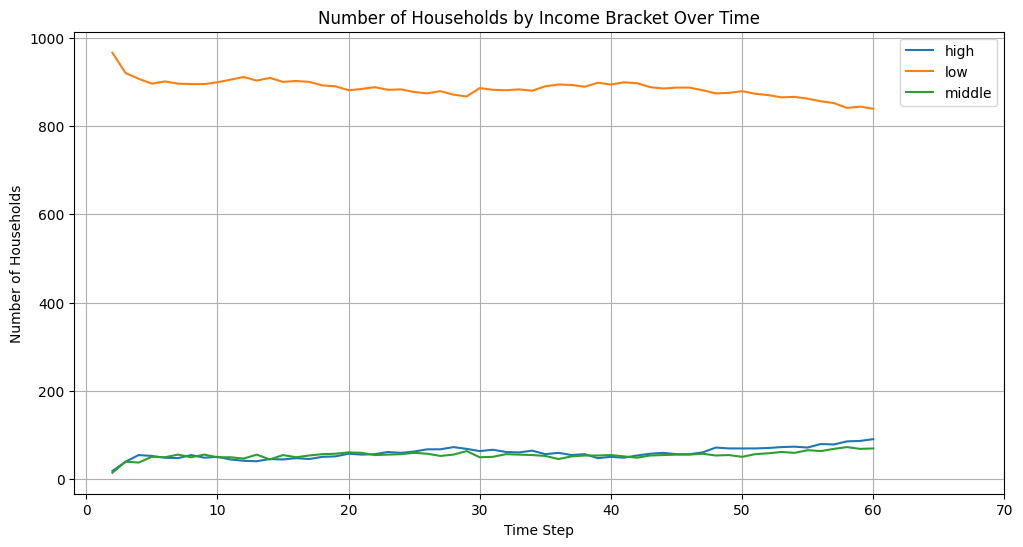 Number of Households by Income Bracket Over Time
high
low
middle
1000
800
600
400
200
0
Number of Households
0 10 20 30 40 50 60 70
Time Step